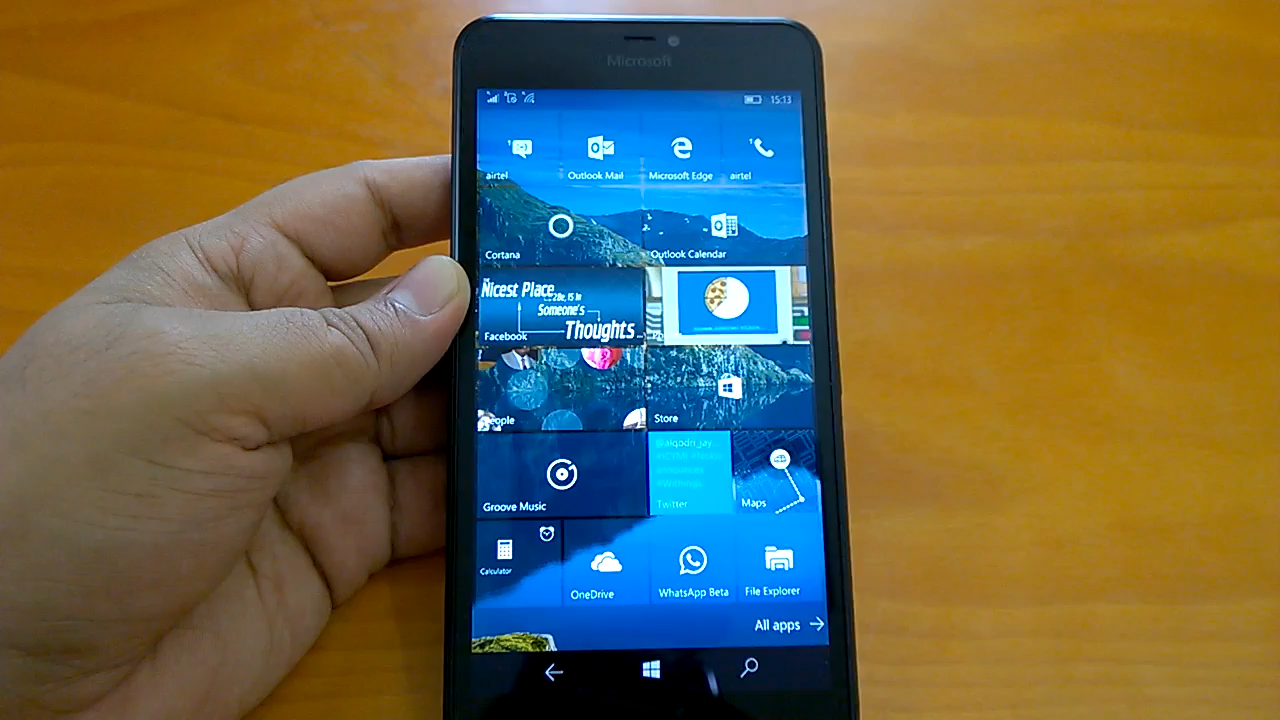 Microsoft
15:13
airtel
Outlook Mail
Microsoft Edge
airtel
Cortana
Outlook Calendar
Nicest Place
Someone's
Thoughts
Facebook
Store
@alqodri_jay...
Groove Music
Twitter
Maps
Calculator
OneDrive
WhatsApp Beta
File Explorer
All apps